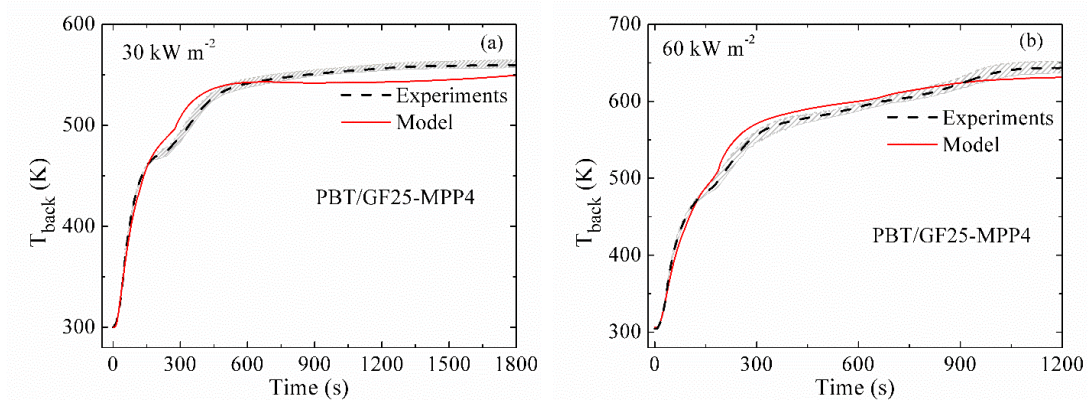 600
500
400
300
T_back (K)
30 kW m⁻²
(a)
Experiments
Model
PBT/GF25-MPP4
0 300 600 900 1200 1500 1800
Time (s)
700
600
500
400
300
T_back (K)
60 kW m⁻²
(b)
Experiments
Model
PBT/GF25-MPP4
0 300 600 900 1200
Time (s)